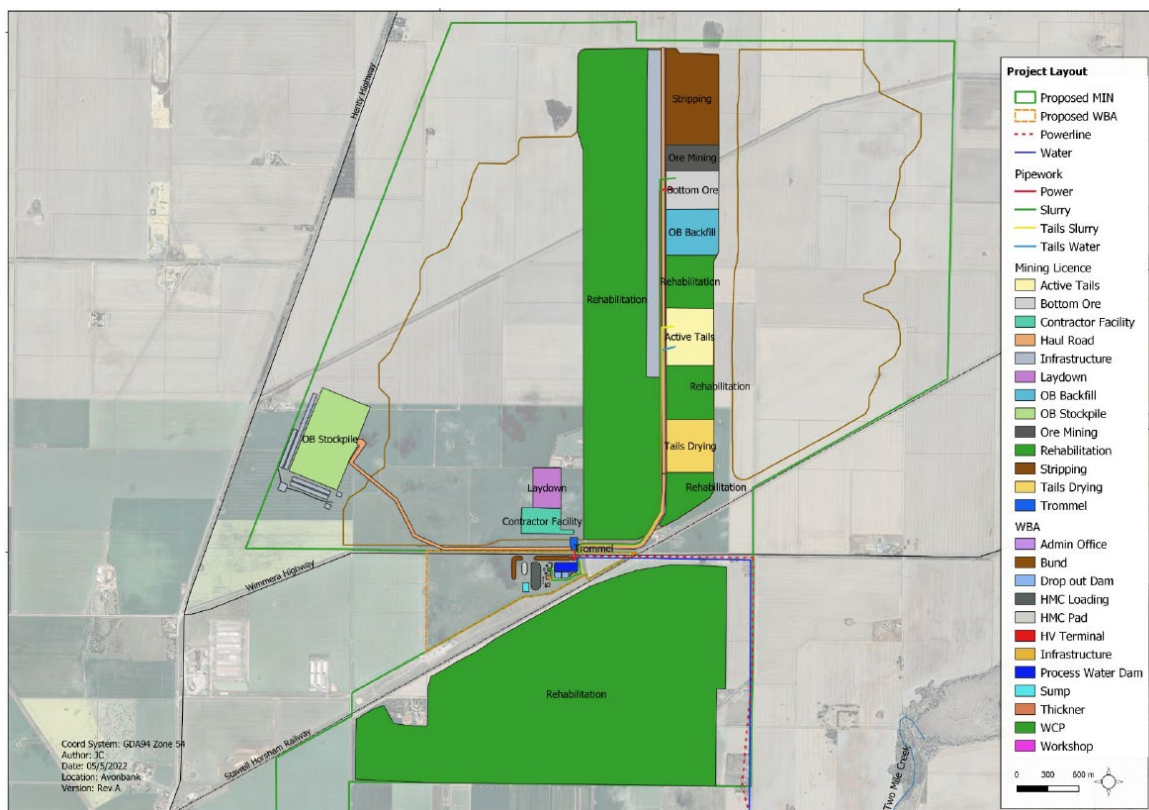 Henty Highway
Stripping
Ore Mining
Bottom Ore
OB Backfill
Rehabilitation
Rehabilitation
Active Tails
Rehabilitation
OB Stockpile
Tails Drying
Laydown
Rehabilitation
Contractor Facility
Trommel
Wimmera Highway
Rehabilitation
Stawell Horsham Railway
Two Mile Creek
Coord System: GDA94 Zone 54
Author: JC
Date: 05/5/2022
Location: Avonbank
Version: Rev.A
Project Layout
Proposed MIN
Proposed WBA
Powerline
Water
Pipework
Power
Slurry
Tails Slurry
Tails Water
Mining Licence
Active Tails
Bottom Ore
Contractor Facility
Haul Road
Infrastructure
Laydown
OB Backfill
OB Stockpile
Ore Mining
Rehabilitation
Stripping
Tails Drying
Trommel
WBA
Admin Office
Bund
Drop out Dam
HMC Loading
HMC Pad
HV Terminal
Infrastructure
Process Water Dam
Sump
Thickner
WCP
Workshop
0 300 600 m